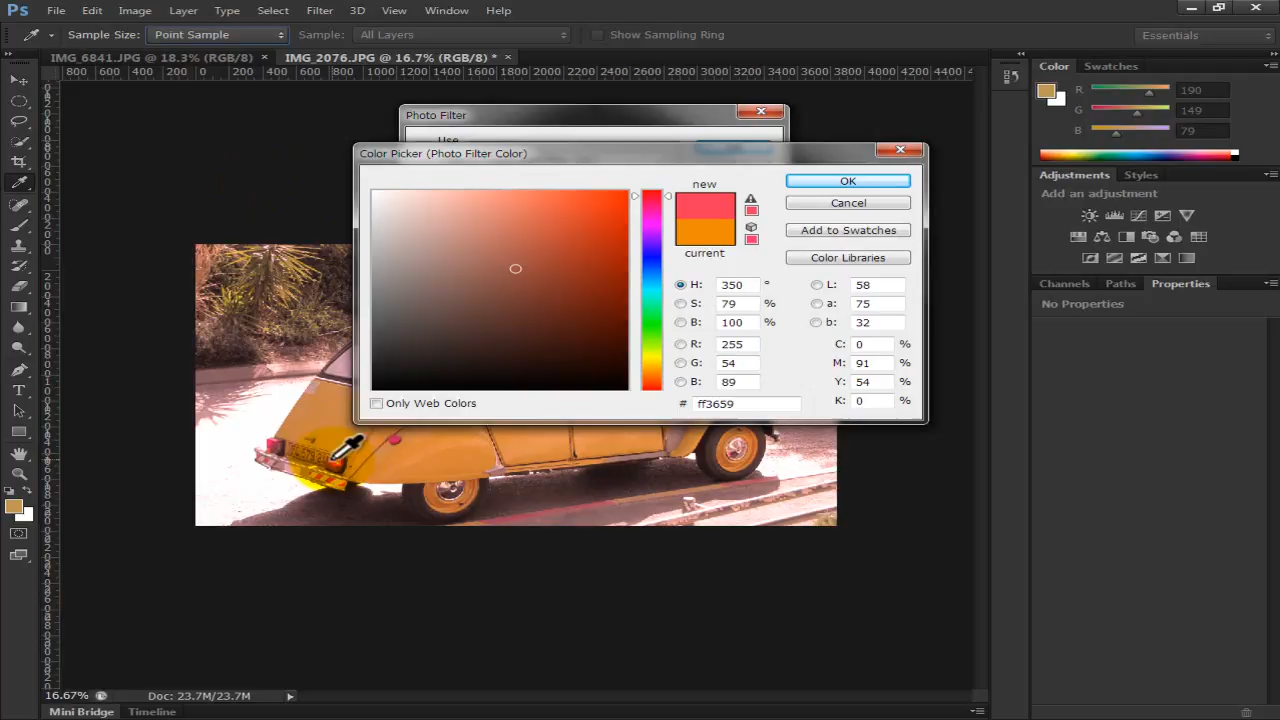 Ps File Edit Image Layer Type Select Filter 3D View Window Help
Sample Size: Point Sample Sample: All Layers Show Sampling Ring Essentials
IMG_6841.JPG @ 18.3% (RGB/8) × IMG_2076.JPG @ 16.7% (RGB/8) * ×
800 600 400 200 0 200 400 600 800 1000 1200 1400 1600 1800 2000 2200 2400 2600 2800 3000 3200 3400 3600 3800 4000 4200 4400
Color Swatches
R 190
G 149
B 79
Adjustments Styles
Add an adjustment
Channels Paths Properties
No Properties
Photo Filter
Use
Color Picker (Photo Filter Color)
new
current
OK
Cancel
Add to Swatches
Color Libraries
H: 350 ° L: 58
S: 79 % a: 75
B: 100 % b: 32
R: 255 C: 0 %
G: 54 M: 91 %
B: 89 Y: 54 %
# ff3659 K: 0 %
Only Web Colors
16.67% Doc: 23.7M/23.7M
Mini Bridge Timeline